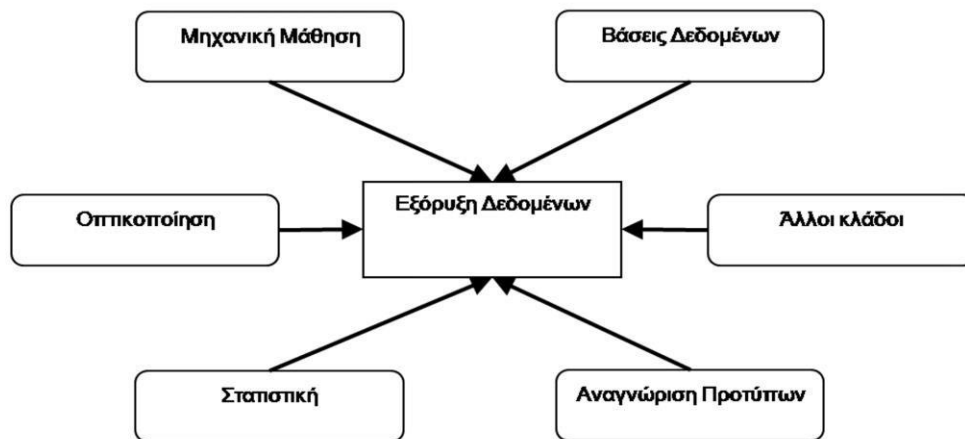 Μηχανική Μάθηση
Βάσεις Δεδομένων
Οπτικοποίηση
Εξόρυξη Δεδομένων
Άλλοι κλάδοι
Στατιστική
Αναγνώριση Προτύπων